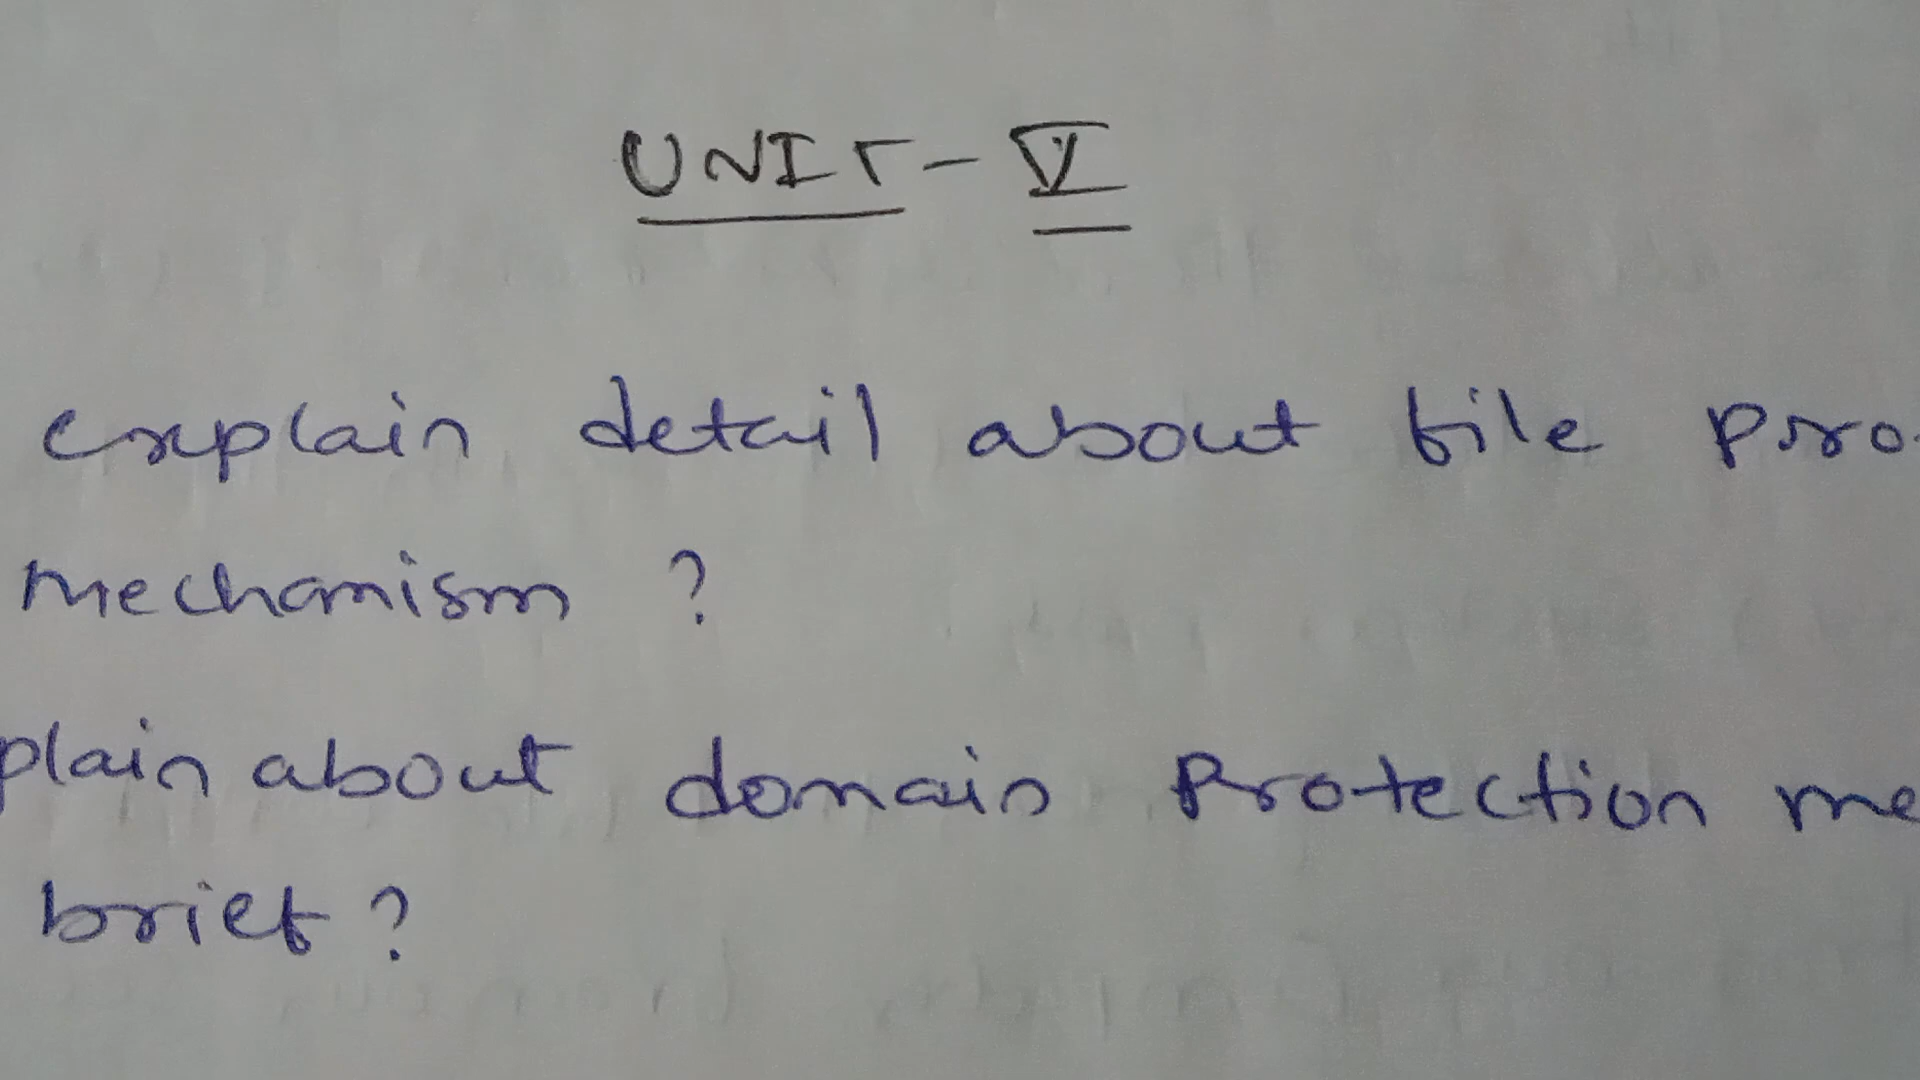 UNIT - V
explain detail about file pro
mechanism ?
plain about domain protection me
brief ?